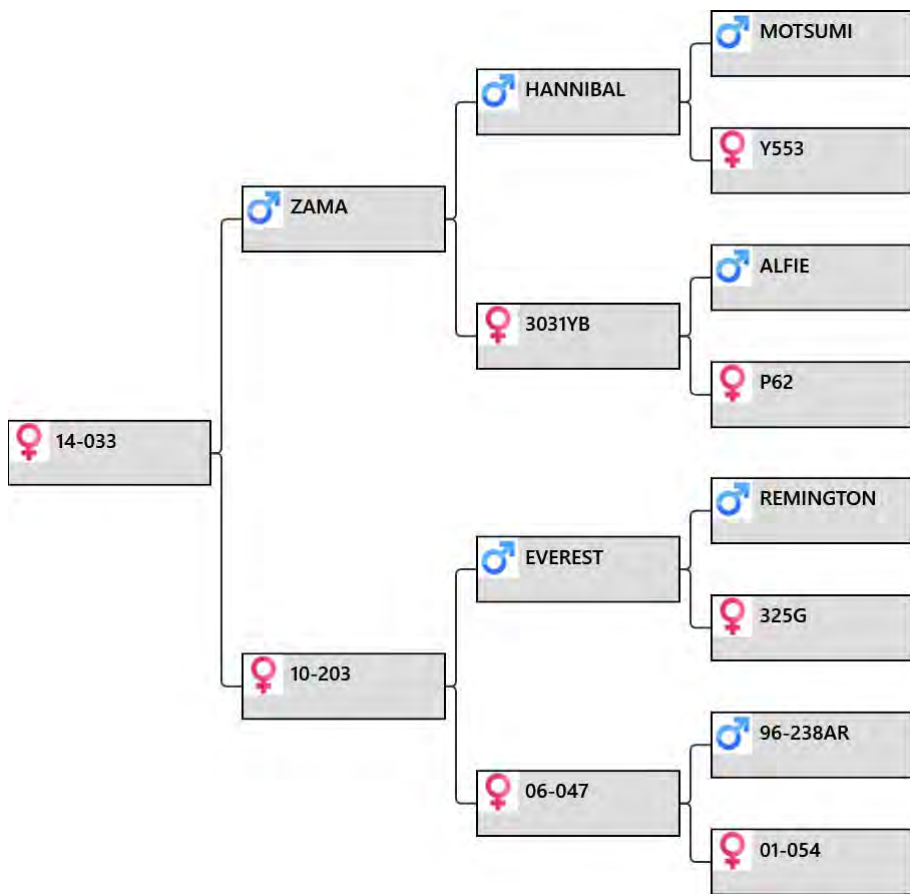 MOTSUMI
HANNIBAL
Y553
ZAMA
ALFIE
3031YB
P62
14-033
REMINGTON
EVEREST
325G
10-203
96-238AR
06-047
01-054